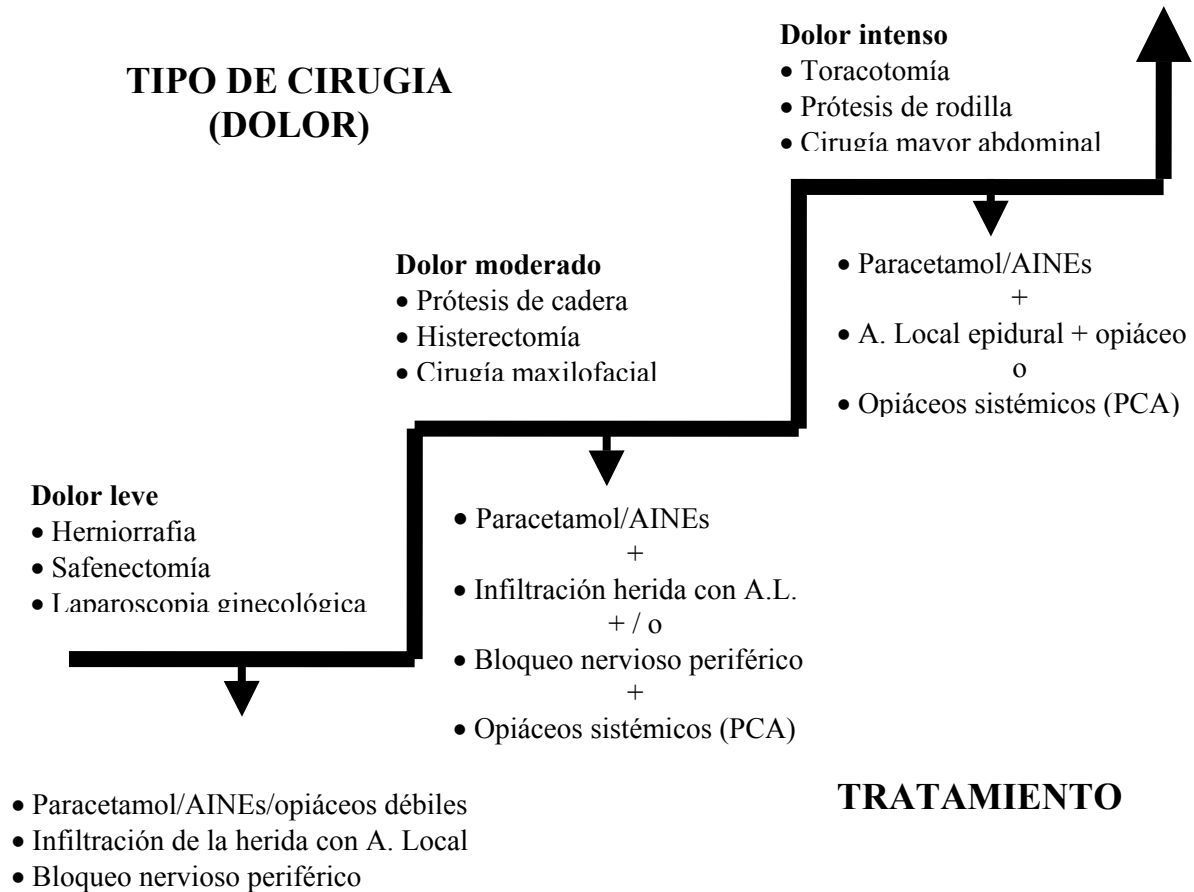 TIPO DE CIRUGIA
(DOLOR)
Dolor intenso
• Toracotomía
• Prótesis de rodilla
• Cirugía mayor abdominal
• Paracetamol/AINEs
+
• A. Local epidural + opiáceo
o
• Opiáceos sistémicos (PCA)
Dolor moderado
• Prótesis de cadera
• Histerectomía
• Cirugía maxilofacial
• Paracetamol/AINEs
+
• Infiltración herida con A.L.
+ / o
• Bloqueo nervioso periférico
+
• Opiáceos sistémicos (PCA)
Dolor leve
• Herniorrafia
• Safenectomía
• Laparoscopia ginecológica
• Paracetamol/AINEs/opiáceos débiles
• Infiltración de la herida con A. Local
• Bloqueo nervioso periférico
TRATAMIENTO